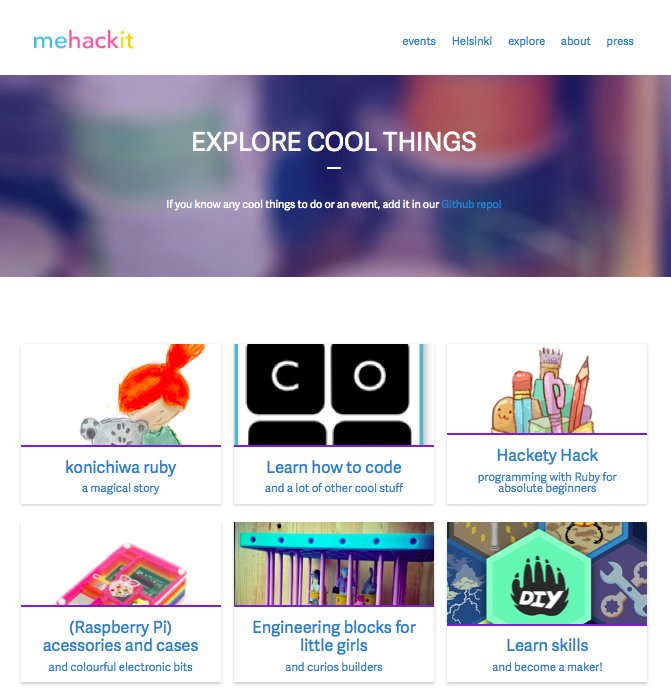 mehackit
events Helsinki explore about press
EXPLORE COOL THINGS
If you know any cool things to do or an event, add it in our Github repo!
C O
konichiwa ruby
a magical story
Learn how to code
and a lot of other cool stuff
Hackety Hack
programming with Ruby for
absolute beginners
DIY
(Raspberry Pi)
acessories and cases
and colourful electronic bits
Engineering blocks for
little girls
and curios builders
Learn skills
and become a maker!